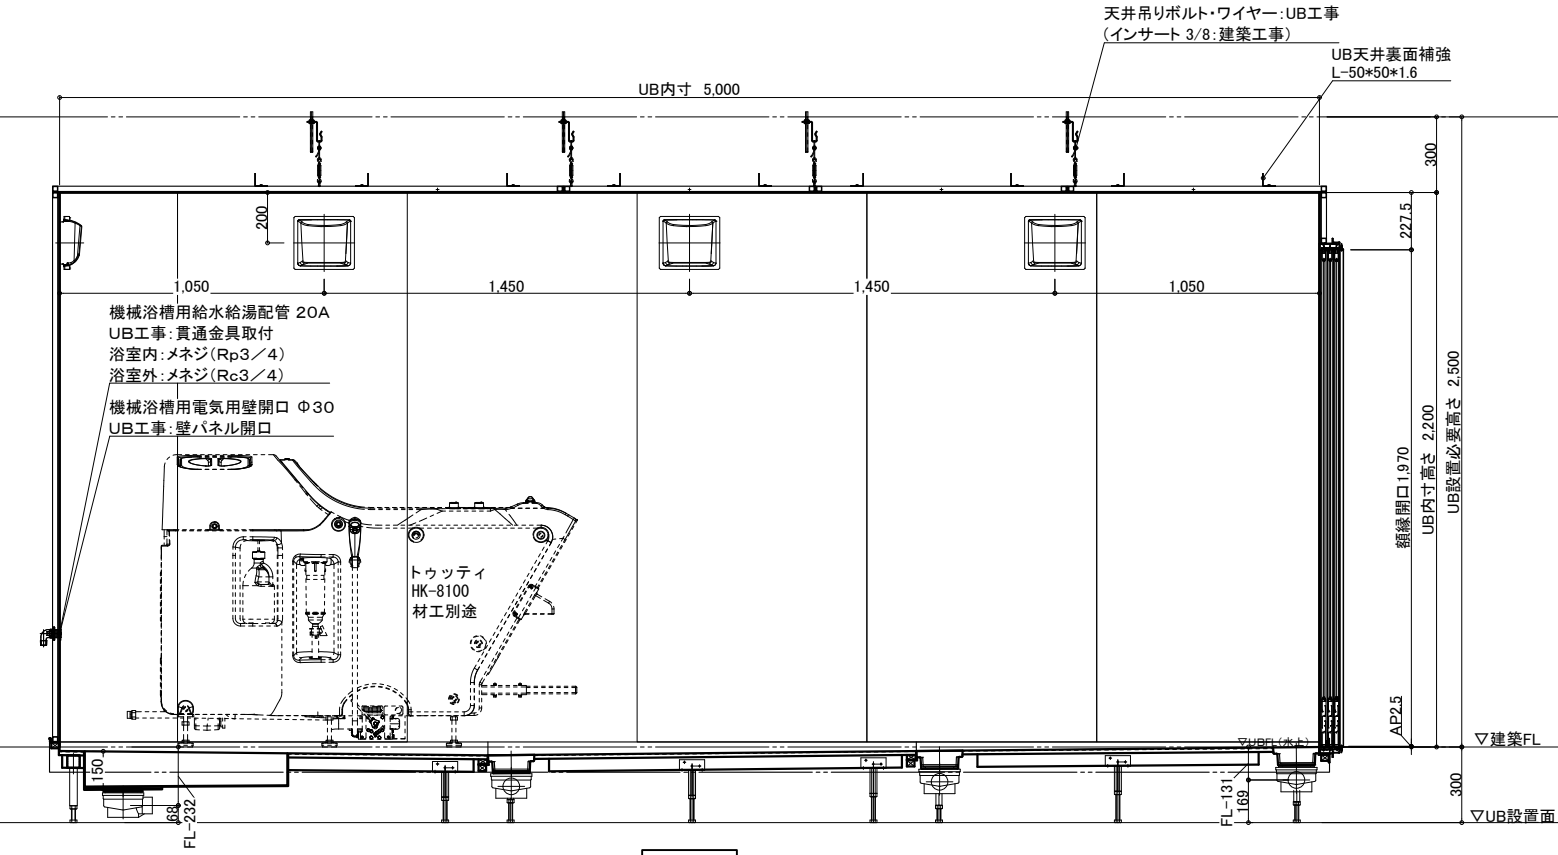 天井吊りボルト・ワイヤー：UB工事
（インサート 3/8：建築工事）
UB天井裏面補強
L-50*50*1.6
UB内寸 5,000
300
200
227.5
1,050
1,450
1,450
1,050
機械浴槽用給水給湯配管 20A
UB工事：貫通金具取付
浴室内：メネジ（Rp3／4）
浴室外：メネジ（Rc3／4）
機械浴槽用電気用壁開口 Φ30
UB工事：壁パネル開口
額縁開口1,970
UB内寸高さ 2,200
UB設置必要高さ 2,500
トゥッティ
HK-8100
材工別途
AP2.5
▽UBFL（水上）
▽建築FL
150
68
FL-232
FL-131
169
300
▽UB設置面